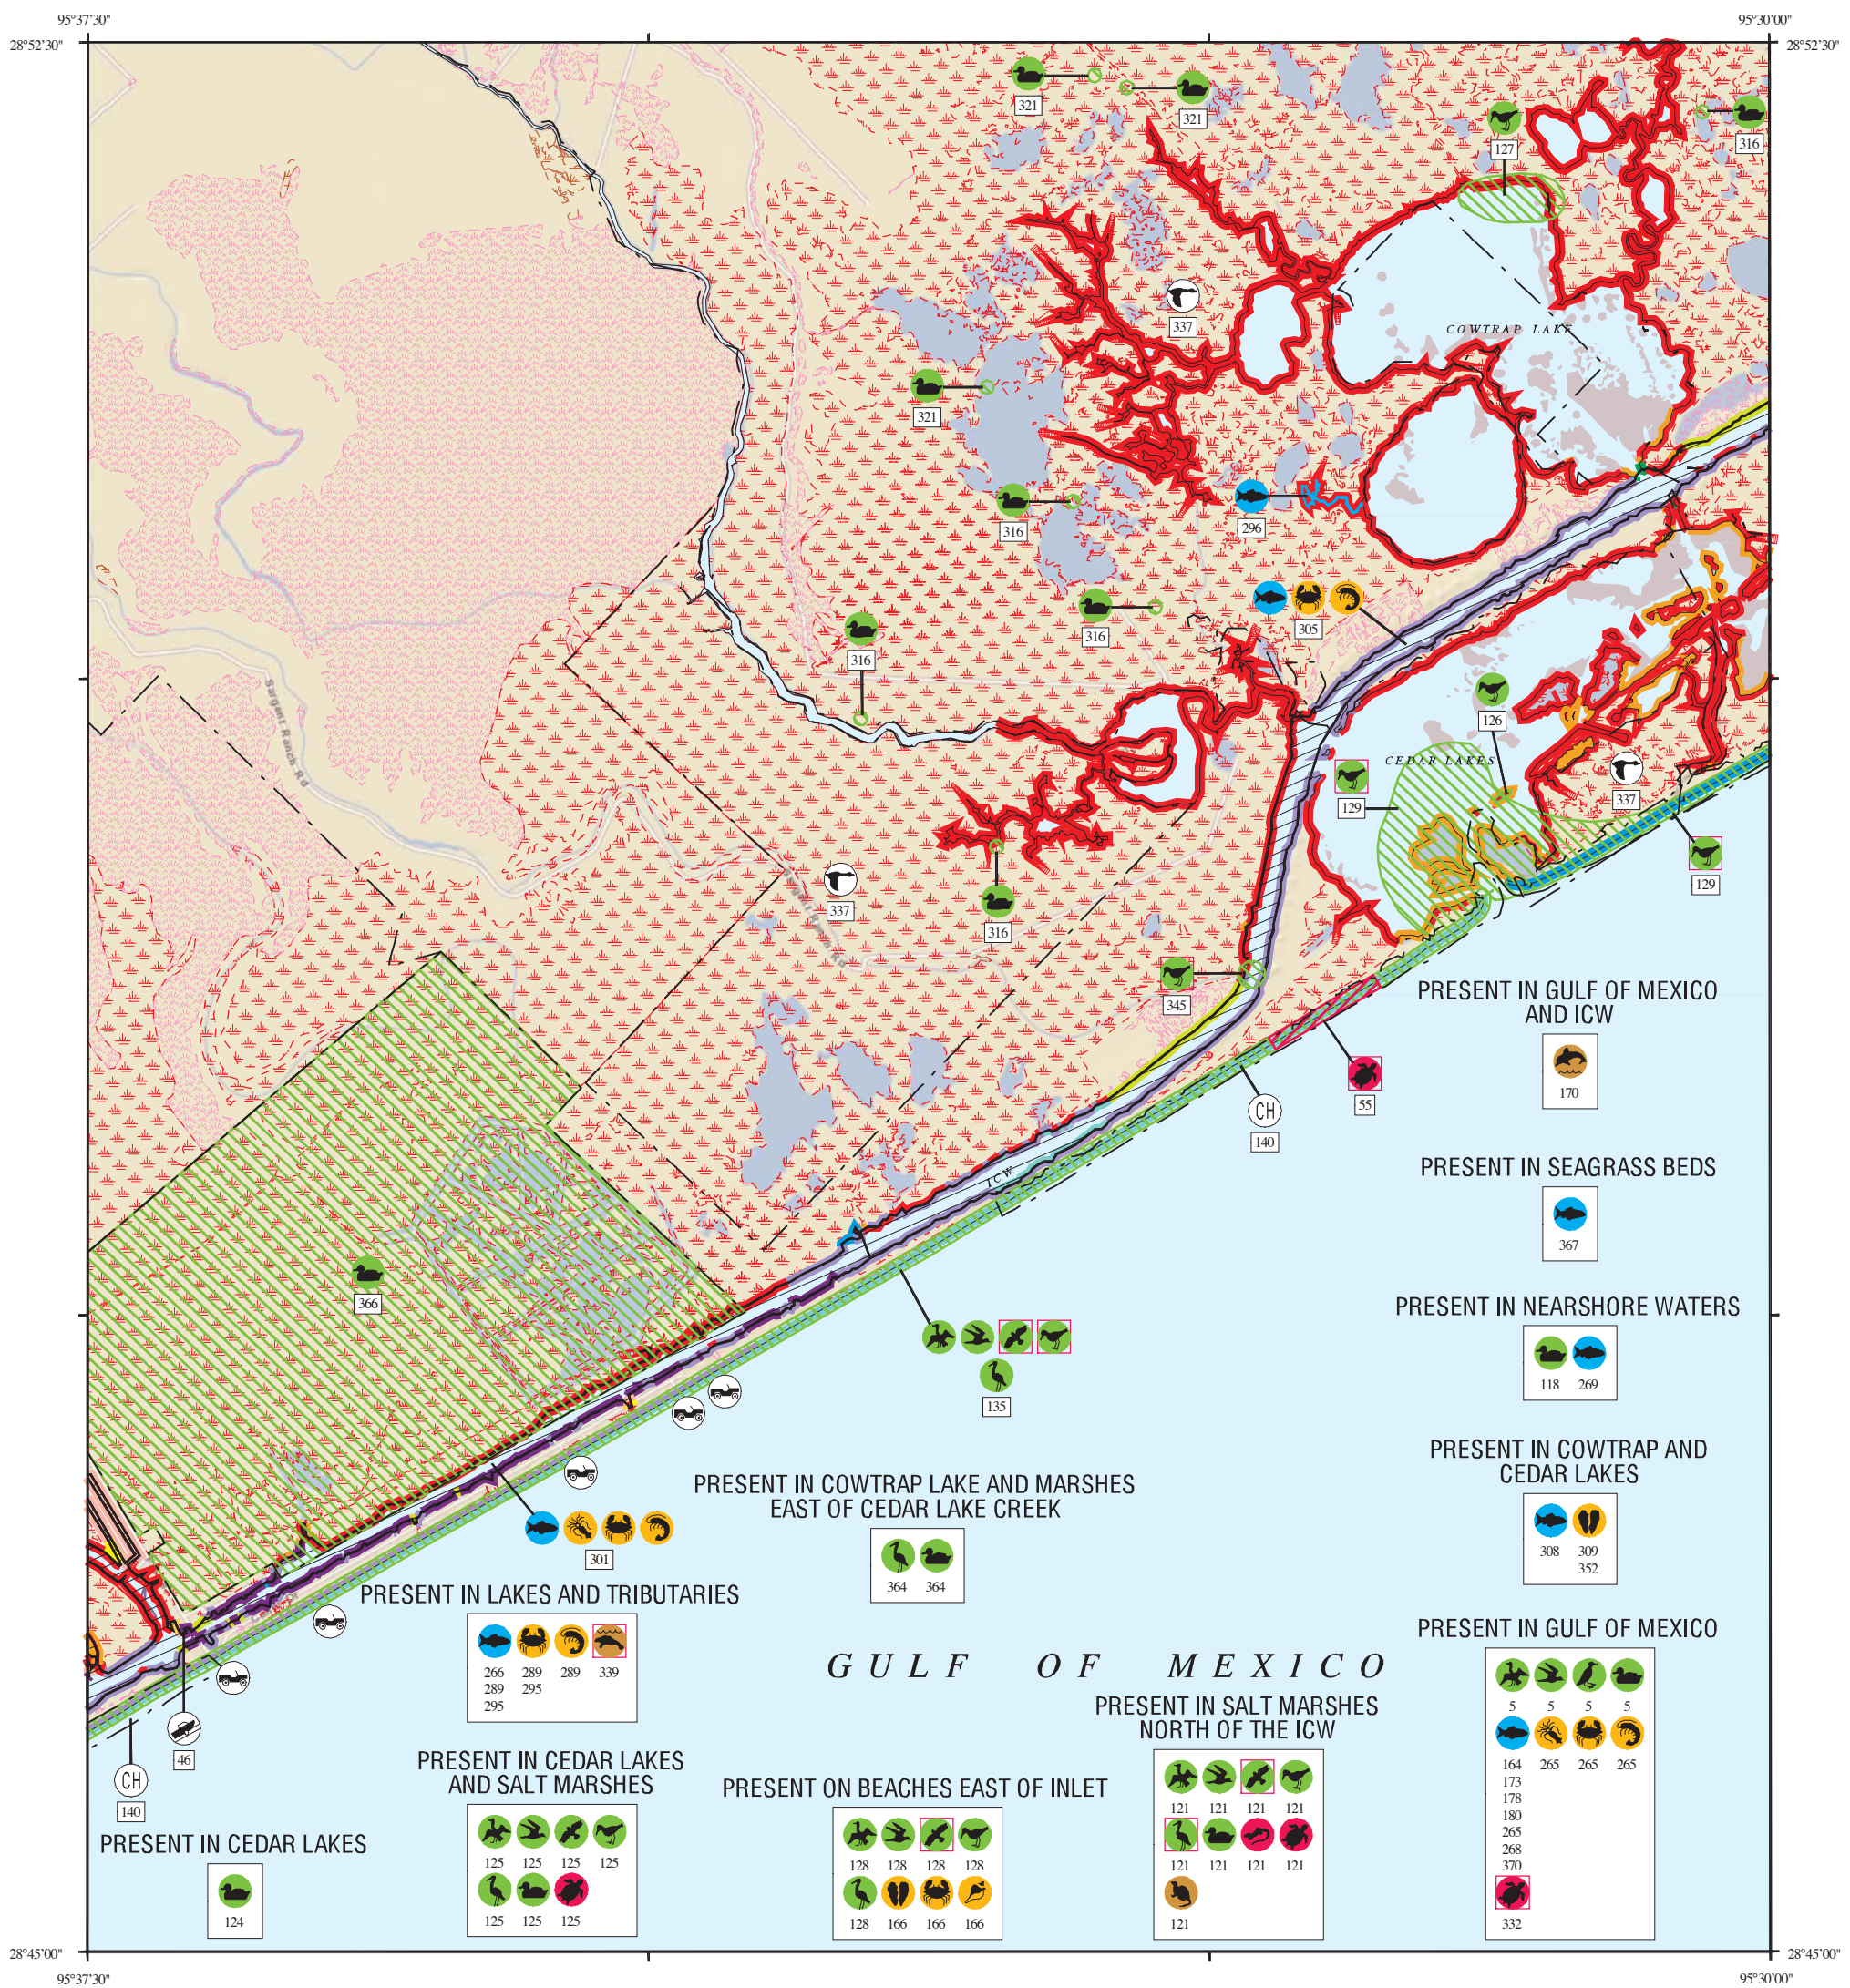 95°37'30"
95°30'00"
28°52'30"
28°52'30"
321
321
127
316
337
COWTRAP LAKE
321
316
296
316
305
316
Sargent Ranch Rd
126
CEDAR LAKES
129
337
129
337
316
345
PRESENT IN GULF OF MEXICO
AND ICW
170
55
CH
140
PRESENT IN SEAGRASS BEDS
367
ICW
366
PRESENT IN NEARSHORE WATERS
118 269
135
PRESENT IN COWTRAP AND
CEDAR LAKES
308 309
352
PRESENT IN COWTRAP LAKE AND MARSHES
EAST OF CEDAR LAKE CREEK
364 364
301
PRESENT IN LAKES AND TRIBUTARIES
266 289 289 339
289 295
295
PRESENT IN GULF OF MEXICO
5 5 5 5
164 265 265 265
173
178
180
265
268
370
332
GULF OF MEXICO
PRESENT IN SALT MARSHES
NORTH OF THE ICW
121 121 121 121
121 121 121 121
121
46
CH
140
PRESENT IN CEDAR LAKES
AND SALT MARSHES
125 125 125 125
125 125 125
PRESENT ON BEACHES EAST OF INLET
128 128 128 128
128 166 166 166
PRESENT IN CEDAR LAKES
124
28°45'00"
28°45'00"
95°37'30"
95°30'00"